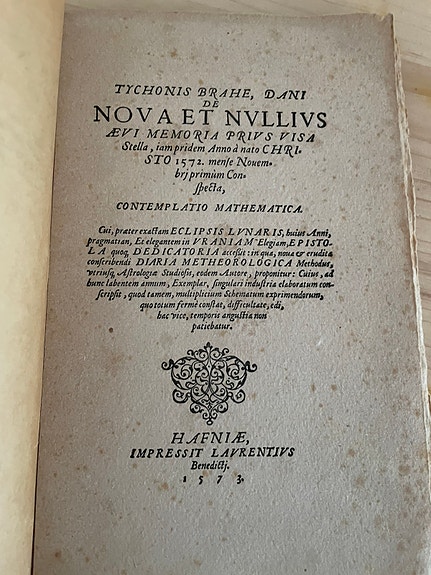 TYCHONIS BRAHE, DANI
DE
NOVA ET NVLLIVS
ÆVI MEMORIA PRIVS VISA
Stella, iam pridem Anno à nato CHRI-
STO 1572. mense Nouem-
brj primùm Con-
specta,
CONTEMPLATIO MATHEMATICA.
Cui, præter exactam ECLIPSIS LVNARIS, huius Anni,
pragmatian, Et elegantem in VRANIAM Elegiam, EPISTO-
LA quoq, DEDICATORIA accessit: in qua, noua & erudita
conscribendi DIARIA METHEOROLOGICA Methodus,
vtriusq, Astrologiæ Studiosis, eodem Autore, proponitur: Cuius, ad
hunc labentem annum, Exemplar, singulari industria elaboratum con-
scripsit, quod tamen, multiplicium Schematum exprimendorum,
quo totum fermè constat, difficultate, edi,
hac vice, temporis angustia non
patiebatur.
HAFNIÆ,
IMPRESSIT LAVRENTIVS
Benedictj.
1573.